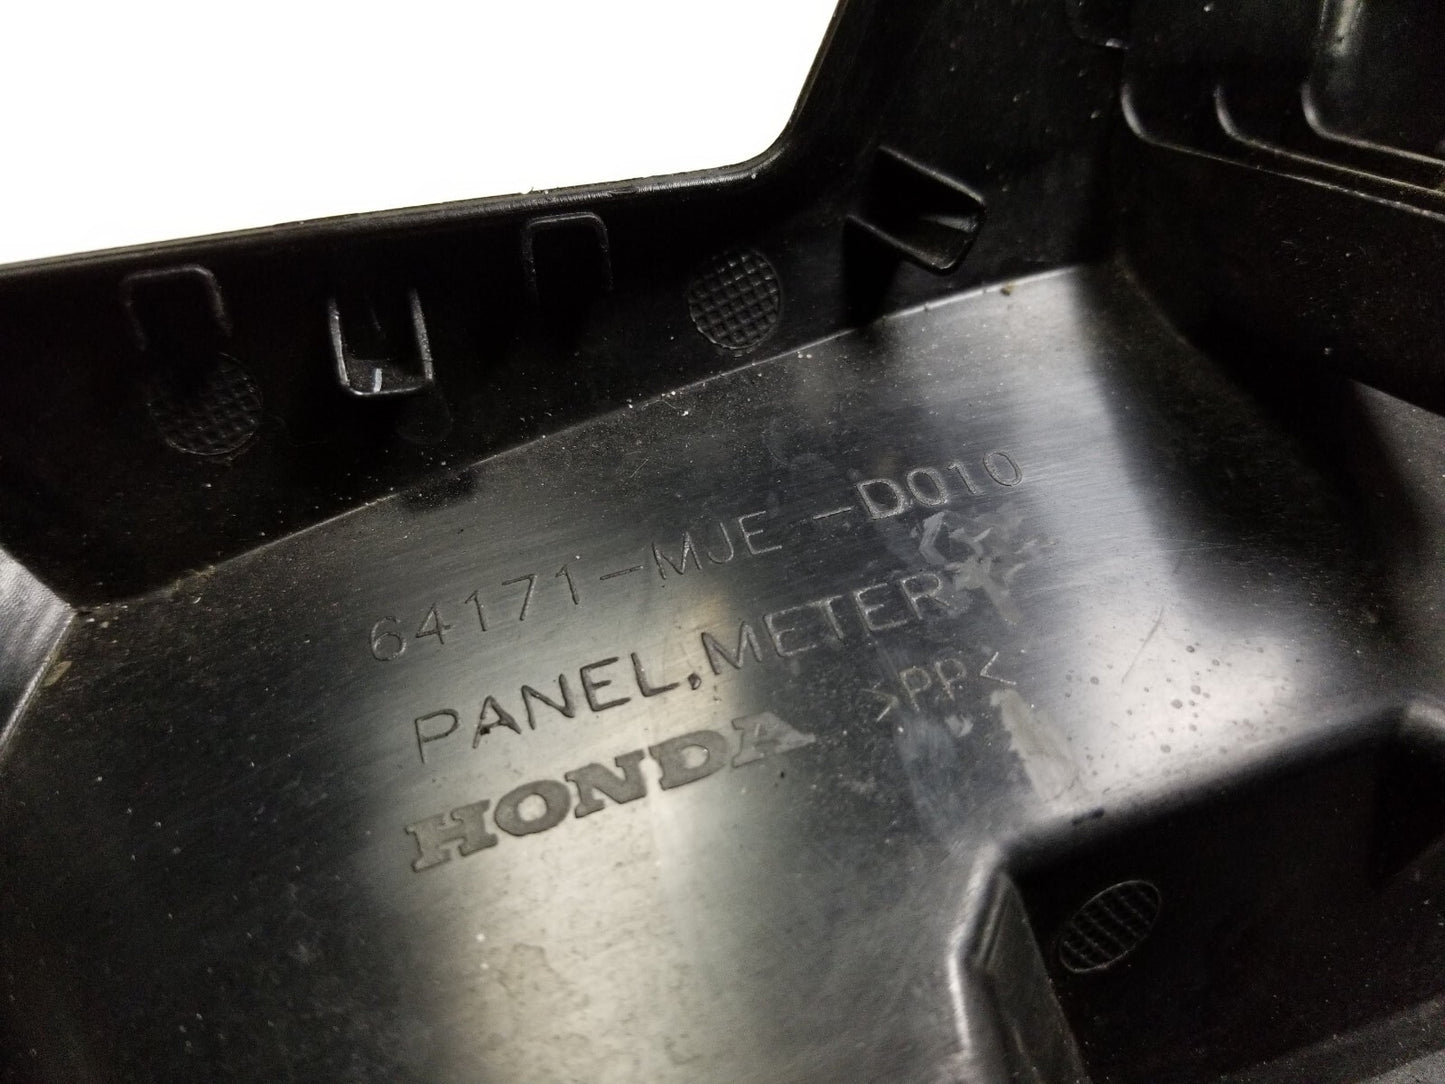 64171-MJE-D010
PANEL,METER
>PP<
HONDA